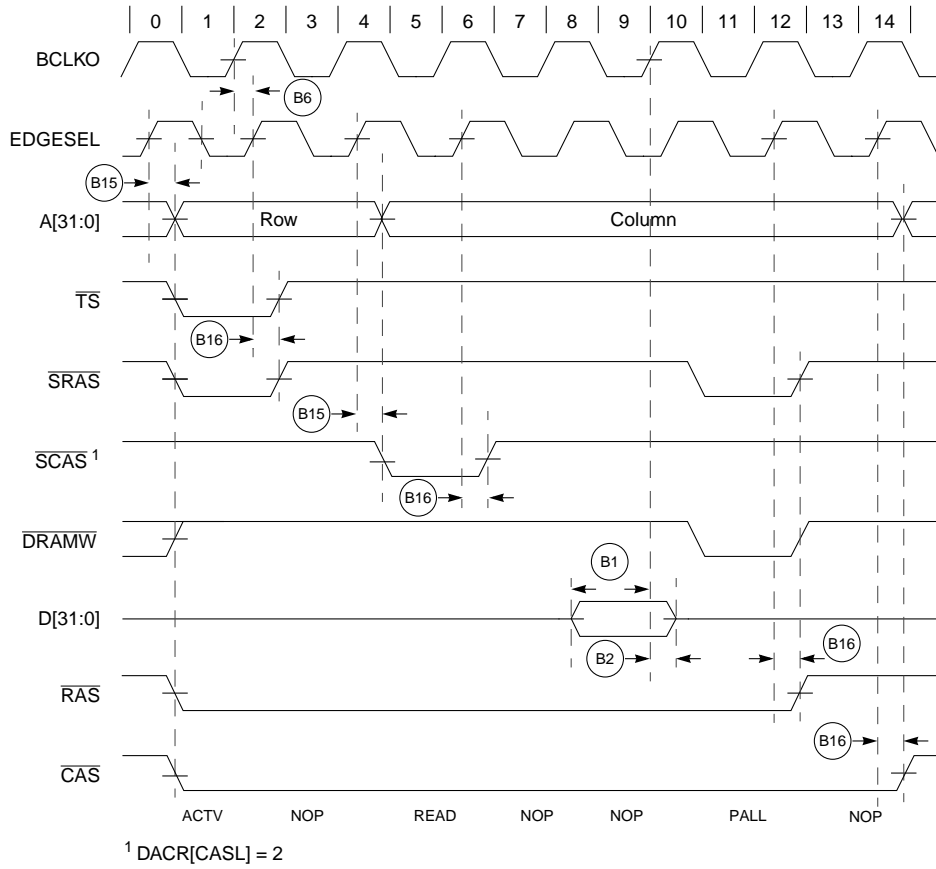 0 1 2 3 4 5 6 7 8 9 10 11 12 13 14
BCLKO
B6
EDGESEL
B15
A[31:0] Row Column
TS
B16
SRAS
B15
SCAS 1
B16
DRAMW
B1
D[31:0]
B2 B16
RAS
B16
CAS
ACTV NOP READ NOP NOP PALL NOP
1 DACR[CASL] = 2